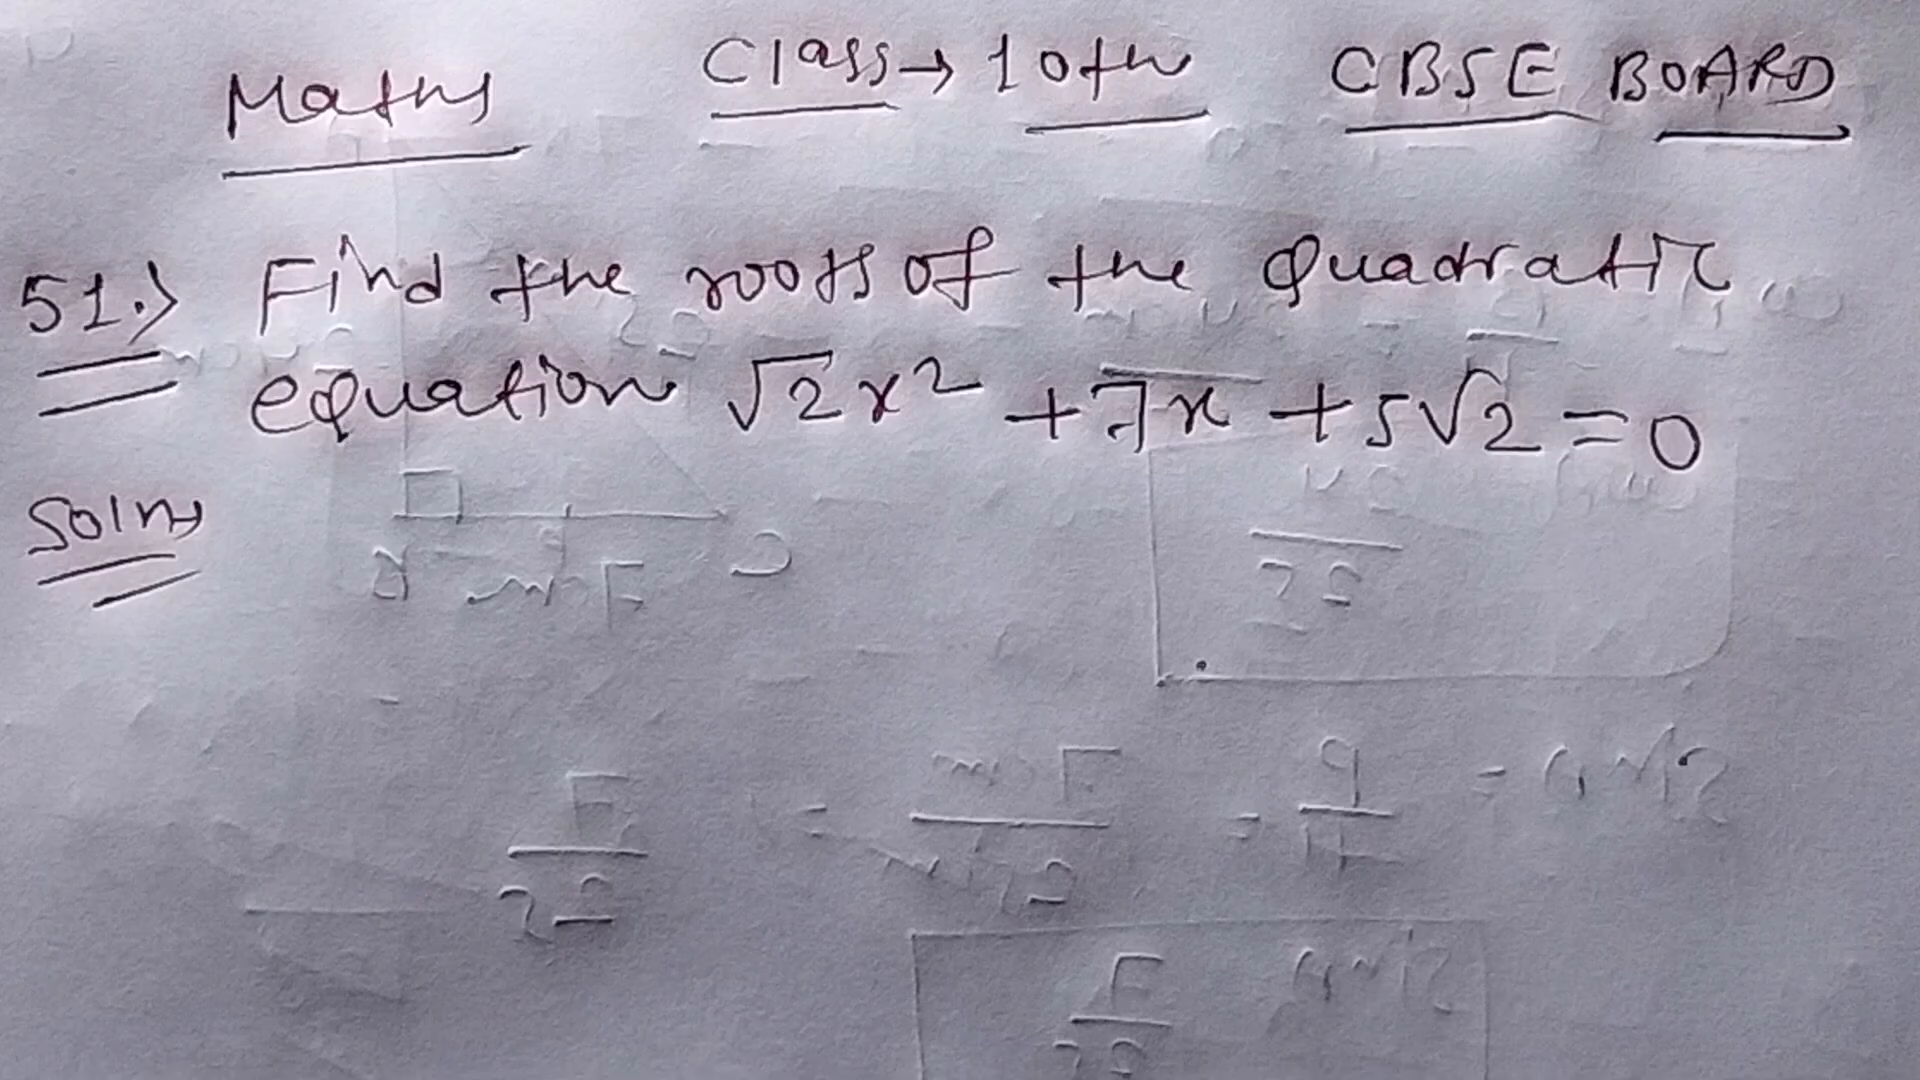 Maths Class→10th CBSE BOARD
51.) Find the roots of the quadratic
equation √2x² + 7x + 5√2 = 0
Soln→